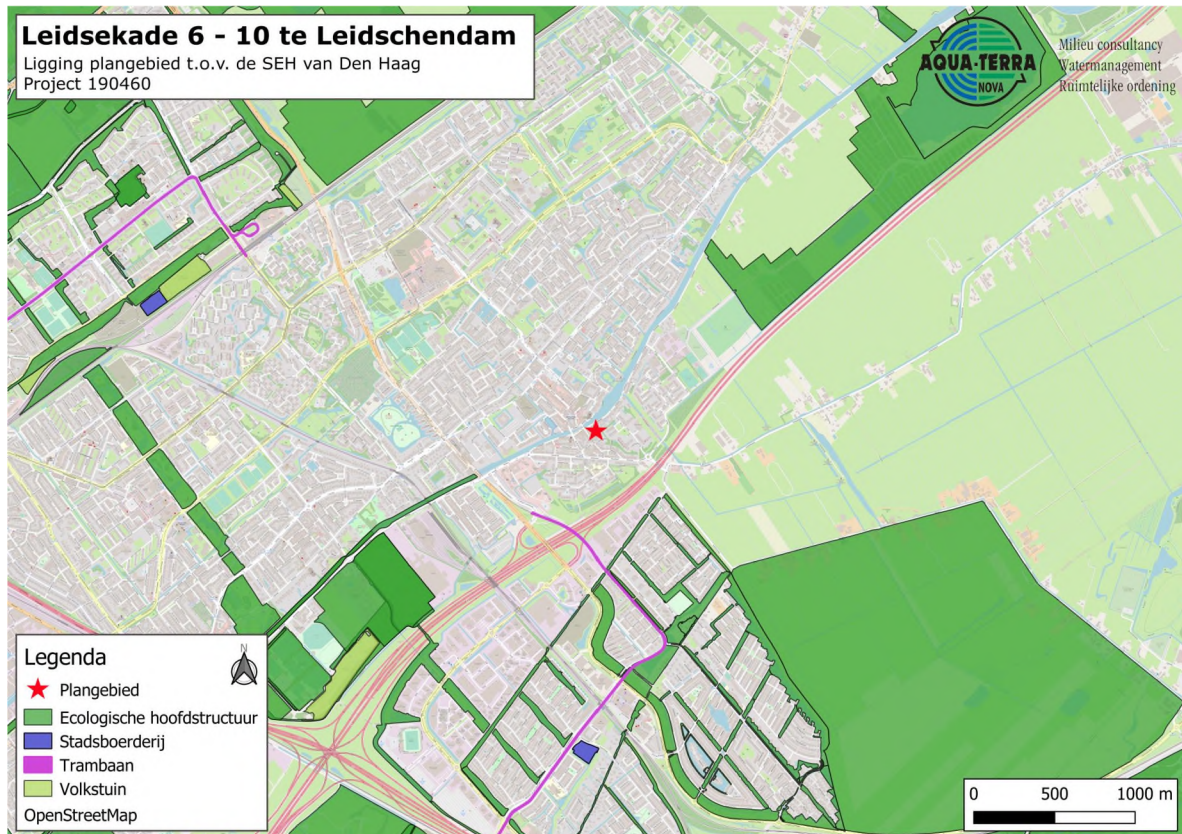 Leidsekade 6 - 10 te Leidschendam
Ligging plangebied t.o.v. de SEH van Den Haag
Project 190460
AQUA-TERRA
NOVA
Milieu consultancy
Watermanagement
Ruimtelijke ordening
Legenda
N
Plangebied
Ecologische hoofdstructuur
Stadsboerderij
Trambaan
Volkstuin
OpenStreetMap
0 500 1000 m